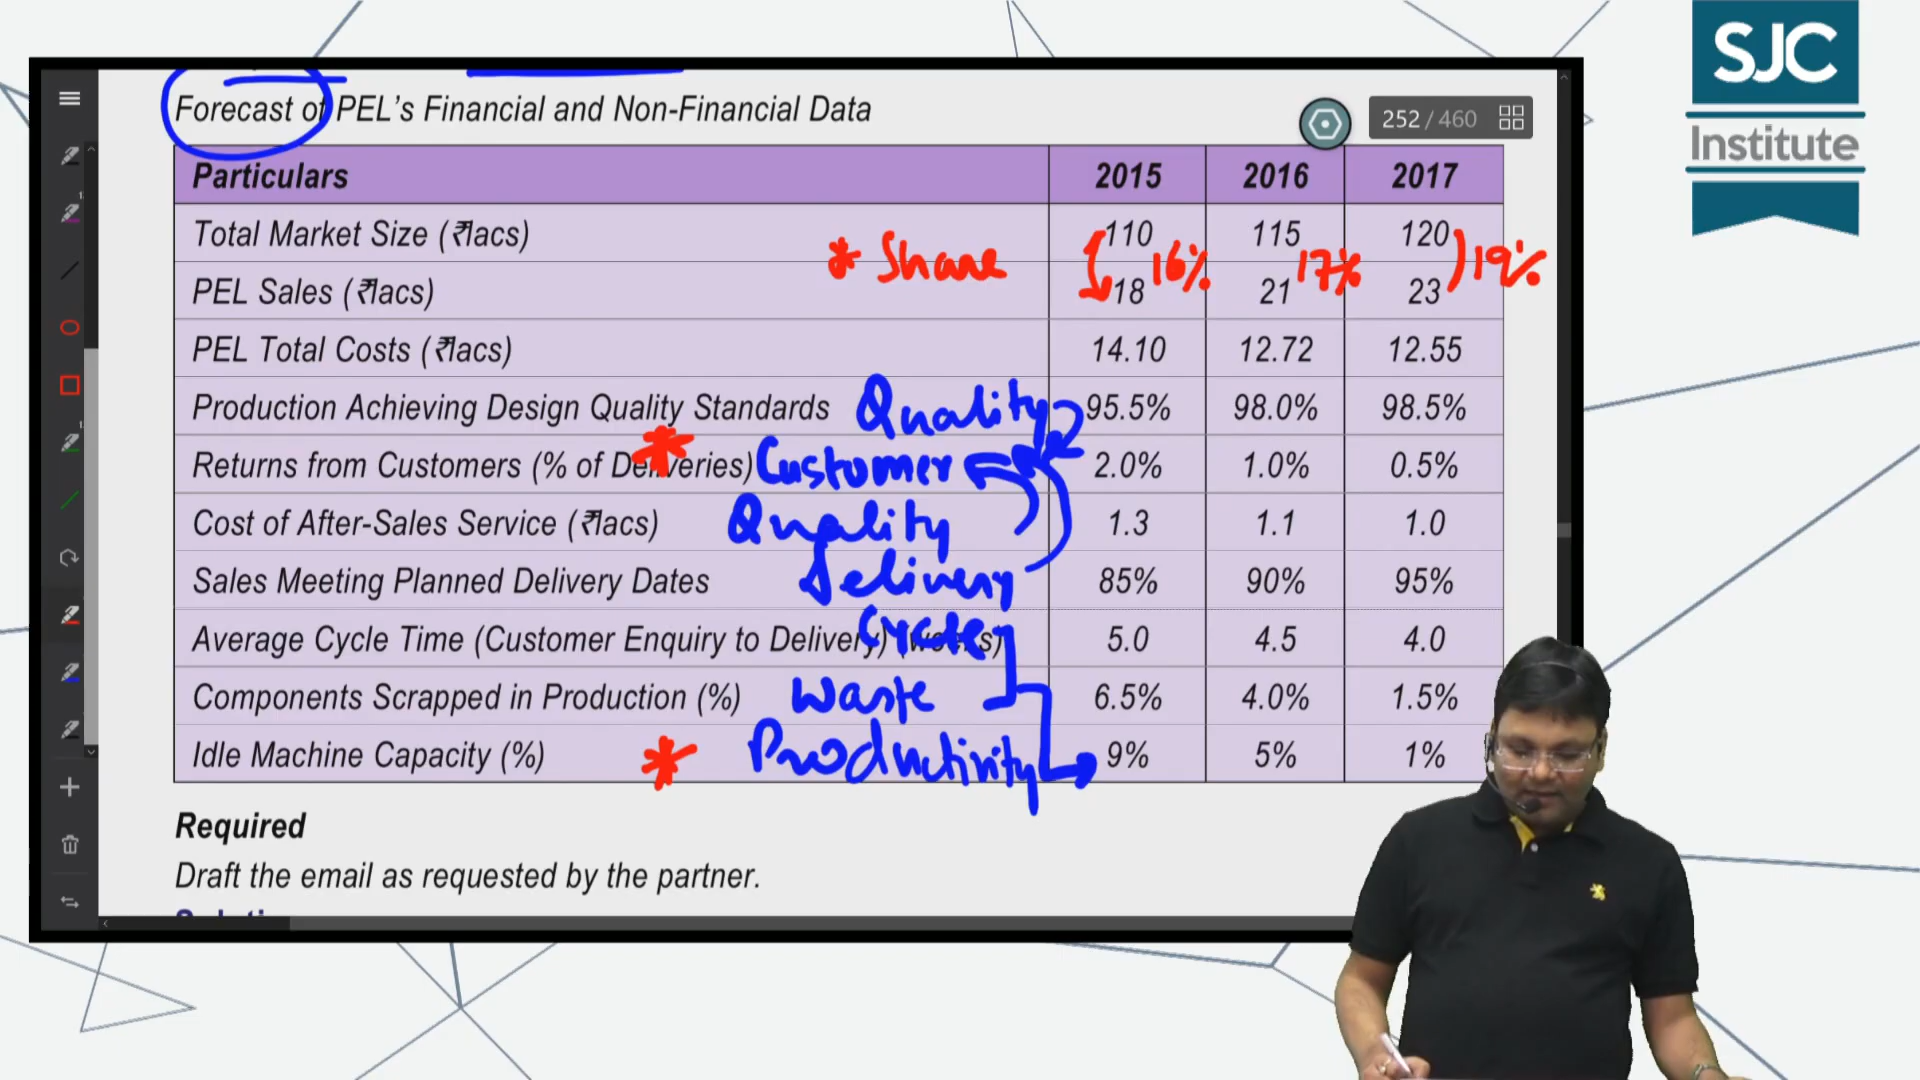 SJC
Institute
Forecast of PEL's Financial and Non-Financial Data
252 / 460
Particulars 2015 2016 2017
Total Market Size (₹lacs) 110 115 120
* Share 16% 17% 19%
PEL Sales (₹lacs) 18 21 23
PEL Total Costs (₹lacs) 14.10 12.72 12.55
Production Achieving Design Quality Standards Quality 95.5% 98.0% 98.5%
Returns from Customers (% of Deliveries) Customer 2.0% 1.0% 0.5%
Cost of After-Sales Service (₹lacs) Quality 1.3 1.1 1.0
Sales Meeting Planned Delivery Dates Delivery 85% 90% 95%
Average Cycle Time (Customer Enquiry to Delivery) (weeks) Cycle 5.0 4.5 4.0
Components Scrapped in Production (%) Waste 6.5% 4.0% 1.5%
Idle Machine Capacity (%) * Productivity 9% 5% 1%
Required
Draft the email as requested by the partner.